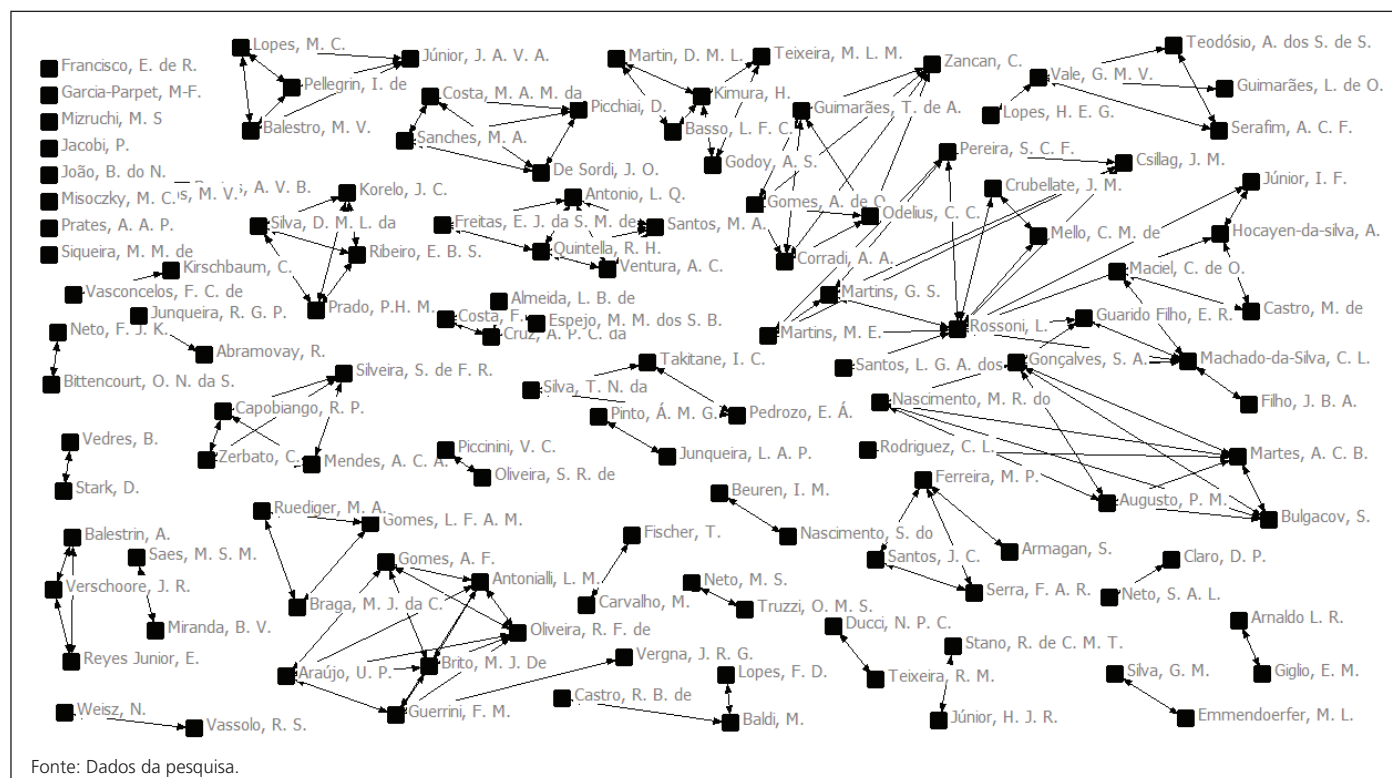 Francisco, E. de R.
Garcia-Parpet, M-F.
Mizruchi, M. S
Jacobi, P.
João, B. do N.
Misoczky, M. C.
s, M. V.
A. V. B.
Prates, A. A. P.
Siqueira, M. M. de
Kirschbaum, C.
Vasconcelos, F. C. de
Junqueira, R. G. P.
Neto, F. J. K.
Abramovay, R.
Bittencourt, O. N. da S.
Lopes, M. C.
Júnior, J. A. V. A.
Pellegrin, I. de
Balestro, M. V.
Costa, M. A. M. da
Picchiai, D.
Sanches, M. A.
De Sordi, J. O.
Korelo, J. C.
Silva, D. M. L. da
Ribeiro, E. B. S.
Prado, P.H. M.
Antonio, L. Q.
Freitas, E. J. da S. M. de
Santos, M. A.
Quintella, R. H.
Ventura, A. C.
Almeida, L. B. de
Costa, F.
Espejo, M. M. dos S. B.
Cruz, A. P. C. da
Martin, D. M. L.
Teixeira, M. L. M.
Kimura, H.
Basso, L. F. C.
Godoy, A. S.
Zancan, C.
Guimarães, T. de A.
Gomes, A. de O.
Odelius, C. C.
Corradi, A. A.
Teodósio, A. dos S. de S.
Vale, G. M. V.
Guimarães, L. de O.
Lopes, H. E. G.
Serafim, A. C. F.
Pereira, S. C. F.
Csillag, J. M.
Crubellate, J. M.
Júnior, I. F.
Mello, C. M. de
Hocayen-da-silva, A.
Maciel, C. de O.
Martins, G. S.
Castro, M. de
Martins, M. E.
Rossoni, L.
Guarido Filho, E. R.
Santos, L. G. A. dos
Gonçalves, S. A.
Machado-da-Silva, C. L.
Nascimento, M. R. do
Filho, J. B. A.
Rodriguez, C. L.
Martes, A. C. B.
Augusto, P. M.
Bulgacov, S.
Silveira, S. de F. R.
Capobiango, R. P.
Zerbato, C.
Mendes, A. C. A.
Takitane, I. C.
Silva, T. N. da
Pinto, Á. M. G.
Pedrozo, E. Á.
Junqueira, L. A. P.
Piccinini, V. C.
Oliveira, S. R. de
Vedres, B.
Stark, D.
Ruediger, M. A.
Gomes, L. F. A. M.
Braga, M. J. da C.
Beuren, I. M.
Nascimento, S. do
Ferreira, M. P.
Santos, J. C.
Armagan, S.
Serra, F. A. R.
Claro, D. P.
Neto, S. A. L.
Balestrin, A.
Saes, M. S. M.
Verschoore, J. R.
Miranda, B. V.
Reyes Junior, E.
Gomes, A. F.
Antonialli, L. M.
Oliveira, R. F. de
Araújo, U. P.
Brito, M. J. De
Guerrini, F. M.
Vergna, J. R. G.
Fischer, T.
Carvalho, M.
Neto, M. S.
Truzzi, O. M. S.
Ducci, N. P. C.
Teixeira, R. M.
Stano, R. de C. M. T.
Júnior, H. J. R.
Arnaldo L. R.
Giglio, E. M.
Silva, G. M.
Emmendoerfer, M. L.
Weisz, N.
Vassolo, R. S.
Castro, R. B. de
Lopes, F. D.
Baldi, M.
Fonte: Dados da pesquisa.